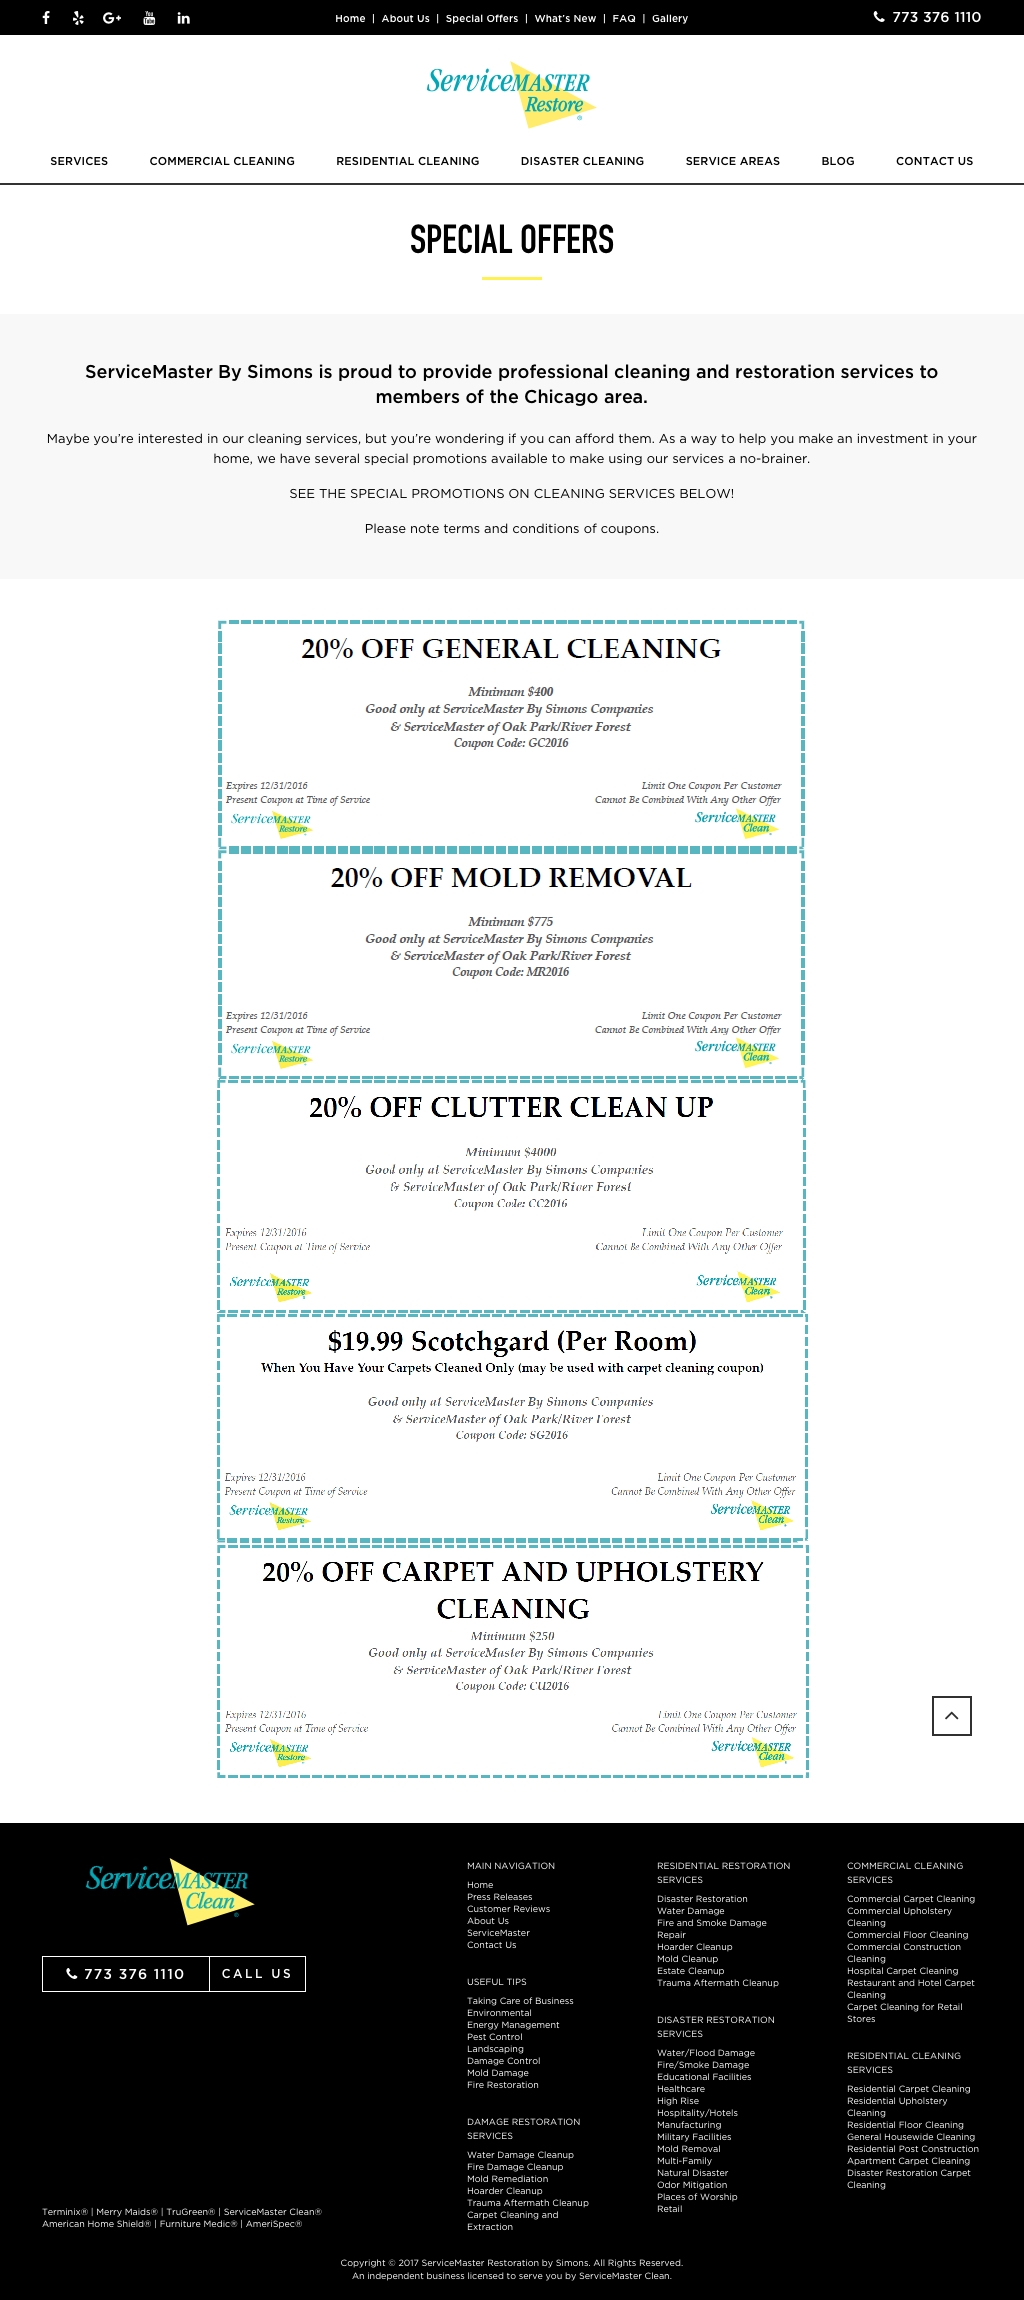 Home | About Us | Special Offers | What's New | FAQ | Gallery
773 376 1110
ServiceMASTER
Restore
SERVICES COMMERCIAL CLEANING RESIDENTIAL CLEANING DISASTER CLEANING SERVICE AREAS BLOG CONTACT US
SPECIAL OFFERS
ServiceMaster By Simons is proud to provide professional cleaning and restoration services to
members of the Chicago area.
Maybe you're interested in our cleaning services, but you're wondering if you can afford them. As a way to help you make an investment in your
home, we have several special promotions available to make using our services a no-brainer.
SEE THE SPECIAL PROMOTIONS ON CLEANING SERVICES BELOW!
Please note terms and conditions of coupons.
20% OFF GENERAL CLEANING
Minimum $400
Good only at ServiceMaster By Simons Companies
& ServiceMaster of Oak Park/River Forest
Coupon Code: GC2016
Expires 12/31/2016 Limit One Coupon Per Customer
Present Coupon at Time of Service Cannot Be Combined With Any Other Offer
ServiceMASTER ServiceMASTER
Restore Clean
20% OFF MOLD REMOVAL
Minimum $775
Good only at ServiceMaster By Simons Companies
& ServiceMaster of Oak Park/River Forest
Coupon Code: MR2016
Expires 12/31/2016 Limit One Coupon Per Customer
Present Coupon at Time of Service Cannot Be Combined With Any Other Offer
ServiceMASTER ServiceMASTER
Restore Clean
20% OFF CLUTTER CLEAN UP
Minimum $4000
Good only at ServiceMaster By Simons Companies
& ServiceMaster of Oak Park/River Forest
Coupon Code: CC2016
Expires 12/31/2016 Limit One Coupon Per Customer
Present Coupon at Time of Service Cannot Be Combined With Any Other Offer
ServiceMASTER ServiceMASTER
Restore Clean
$19.99 Scotchgard (Per Room)
When You Have Your Carpets Cleaned Only (may be used with carpet cleaning coupon)
Good only at ServiceMaster By Simons Companies
& ServiceMaster of Oak Park/River Forest
Coupon Code: SG2016
Expires 12/31/2016 Limit One Coupon Per Customer
Present Coupon at Time of Service Cannot Be Combined With Any Other Offer
ServiceMASTER ServiceMASTER
Restore Clean
20% OFF CARPET AND UPHOLSTERY
CLEANING
Minimum $250
Good only at ServiceMaster By Simons Companies
& ServiceMaster of Oak Park/River Forest
Coupon Code: CU2016
Expires 12/31/2016 Limit One Coupon Per Customer
Present Coupon at Time of Service Cannot Be Combined With Any Other Offer
ServiceMASTER ServiceMASTER
Restore Clean
ServiceMASTER
Clean
773 376 1110 CALL US
Terminix® | Merry Maids® | TruGreen® | ServiceMaster Clean®
American Home Shield® | Furniture Medic® | AmeriSpec®
MAIN NAVIGATION
Home
Press Releases
Customer Reviews
About Us
ServiceMaster
Contact Us
USEFUL TIPS
Taking Care of Business
Environmental
Energy Management
Pest Control
Landscaping
Damage Control
Mold Damage
Fire Restoration
DAMAGE RESTORATION
SERVICES
Water Damage Cleanup
Fire Damage Cleanup
Mold Remediation
Hoarder Cleanup
Trauma Aftermath Cleanup
Carpet Cleaning and
Extraction
RESIDENTIAL RESTORATION
SERVICES
Disaster Restoration
Water Damage
Fire and Smoke Damage
Repair
Hoarder Cleanup
Mold Cleanup
Estate Cleanup
Trauma Aftermath Cleanup
DISASTER RESTORATION
SERVICES
Water/Flood Damage
Fire/Smoke Damage
Educational Facilities
Healthcare
High Rise
Hospitality/Hotels
Manufacturing
Military Facilities
Mold Removal
Multi-Family
Natural Disaster
Odor Mitigation
Places of Worship
Retail
COMMERCIAL CLEANING
SERVICES
Commercial Carpet Cleaning
Commercial Upholstery
Cleaning
Commercial Floor Cleaning
Commercial Construction
Cleaning
Hospital Carpet Cleaning
Restaurant and Hotel Carpet
Cleaning
Carpet Cleaning for Retail
Stores
RESIDENTIAL CLEANING
SERVICES
Residential Carpet Cleaning
Residential Upholstery
Cleaning
Residential Floor Cleaning
General Housewide Cleaning
Residential Post Construction
Apartment Carpet Cleaning
Disaster Restoration Carpet
Cleaning
Copyright © 2017 ServiceMaster Restoration by Simons. All Rights Reserved.
An independent business licensed to serve you by ServiceMaster Clean.